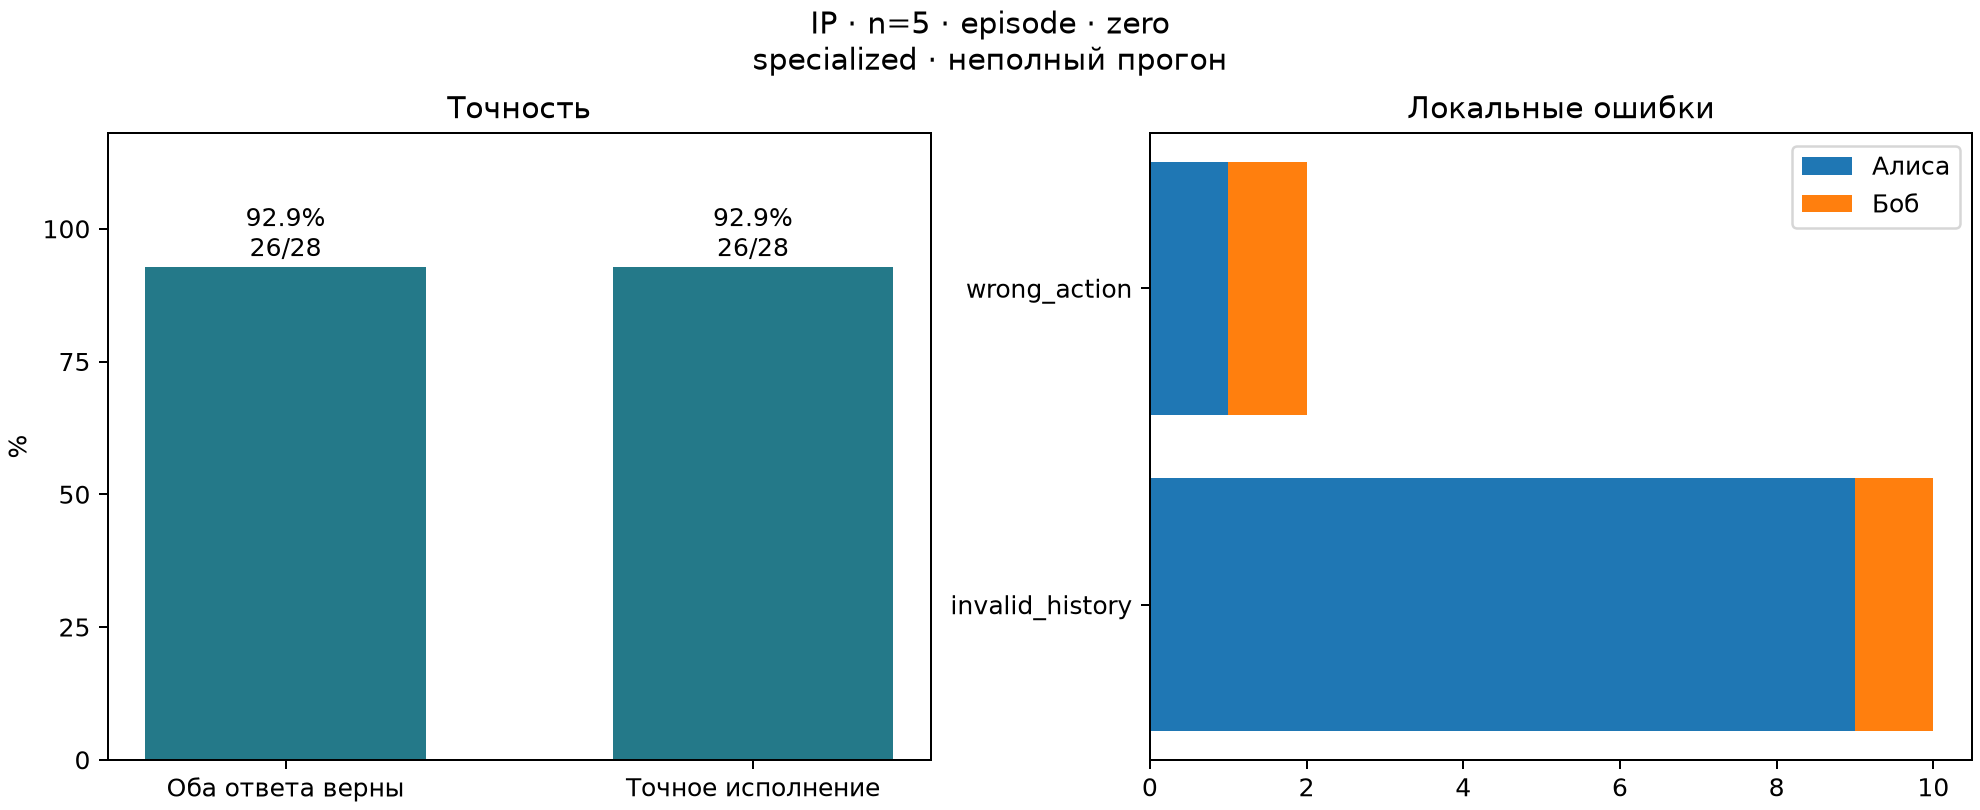 IP · n=5 · episode · zero
specialized · неполный прогон
Точность
%
100
75
50
25
0
92.9%
26/28
92.9%
26/28
Оба ответа верны
Точное исполнение
Локальные ошибки
Алиса
Боб
wrong_action
invalid_history
0
2
4
6
8
10